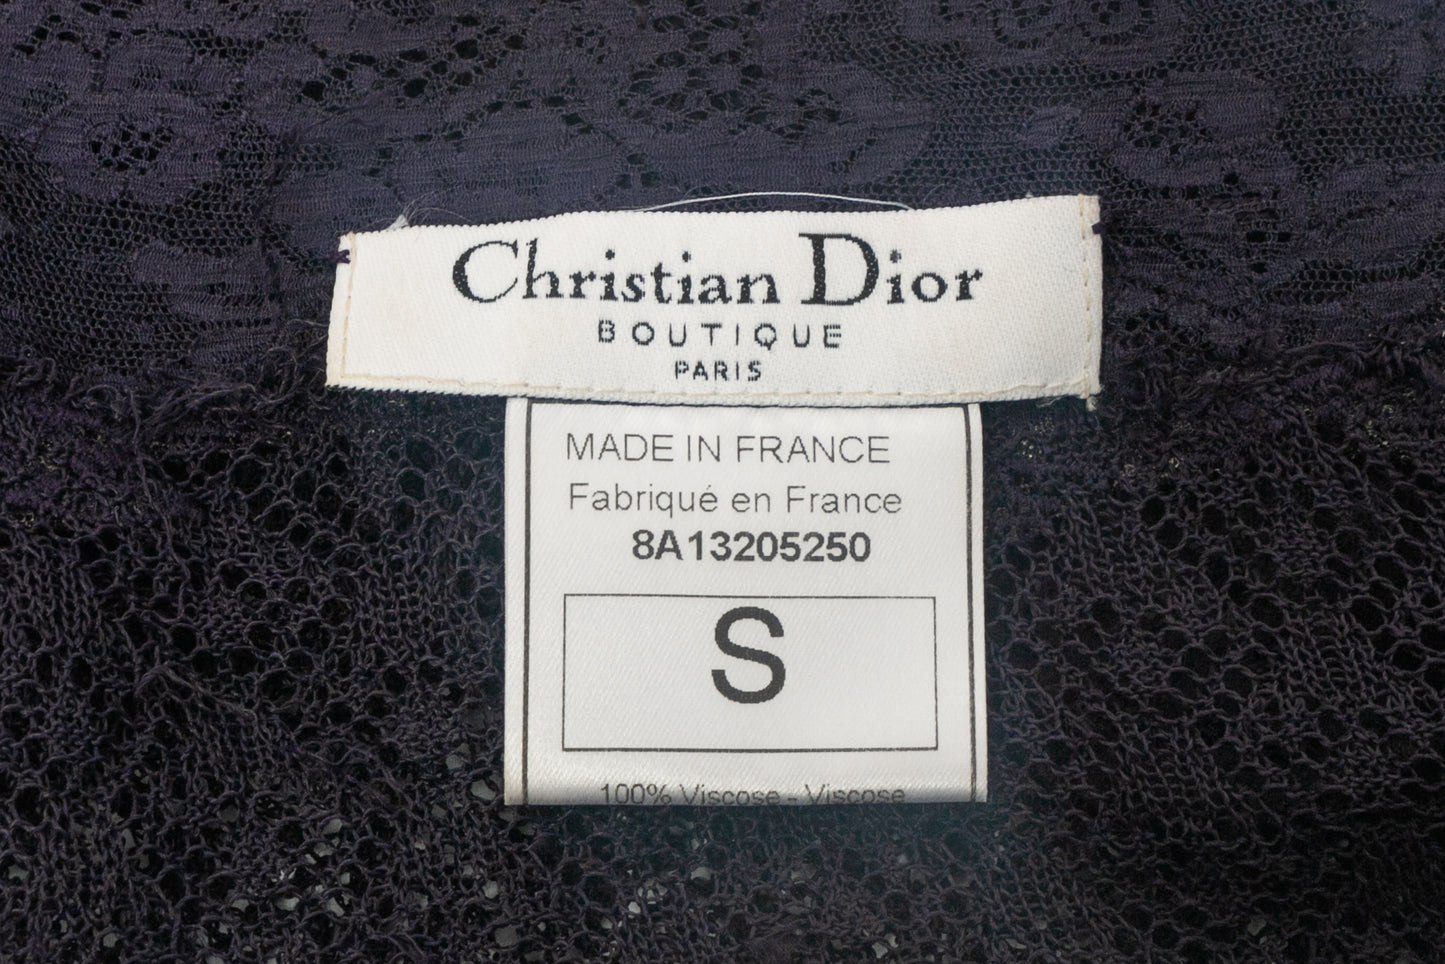 Christian Dior
BOUTIQUE
PARIS
MADE IN FRANCE
Fabriqué en France
8A13205250
S
100% Viscose - Viscose